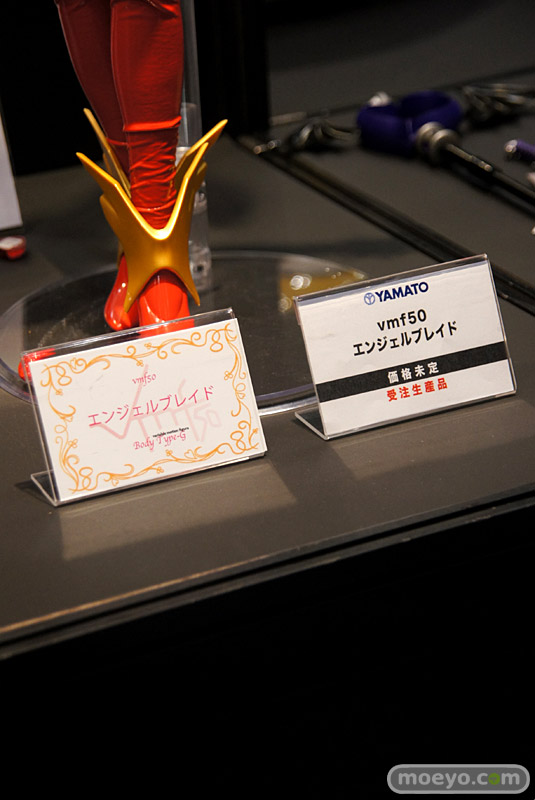 vmf50
エンジェルブレイド
Vmf50
Body Type-G
YAMATO
vmf50
エンジェルブレイド
価格未定
受注生産品
moeyo.com